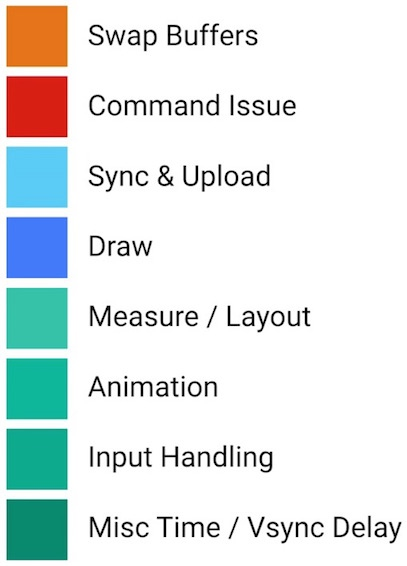 Swap Buffers
Command Issue
Sync & Upload
Draw
Measure / Layout
Animation
Input Handling
Misc Time / Vsync Delay